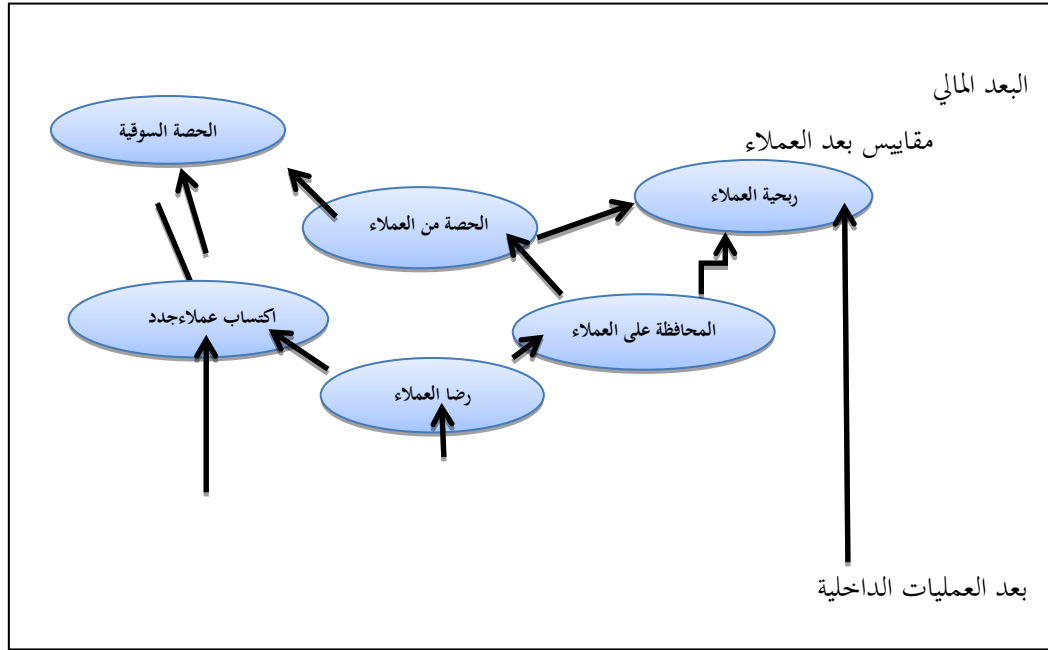 البعد المالي
الحصة السوقية
مقاييس بعد العملاء
ربحية العملاء
الحصة من العملاء
اكتساب عملاءجدد
المحافظة على العملاء
رضا العملاء
بعد العمليات الداخلية